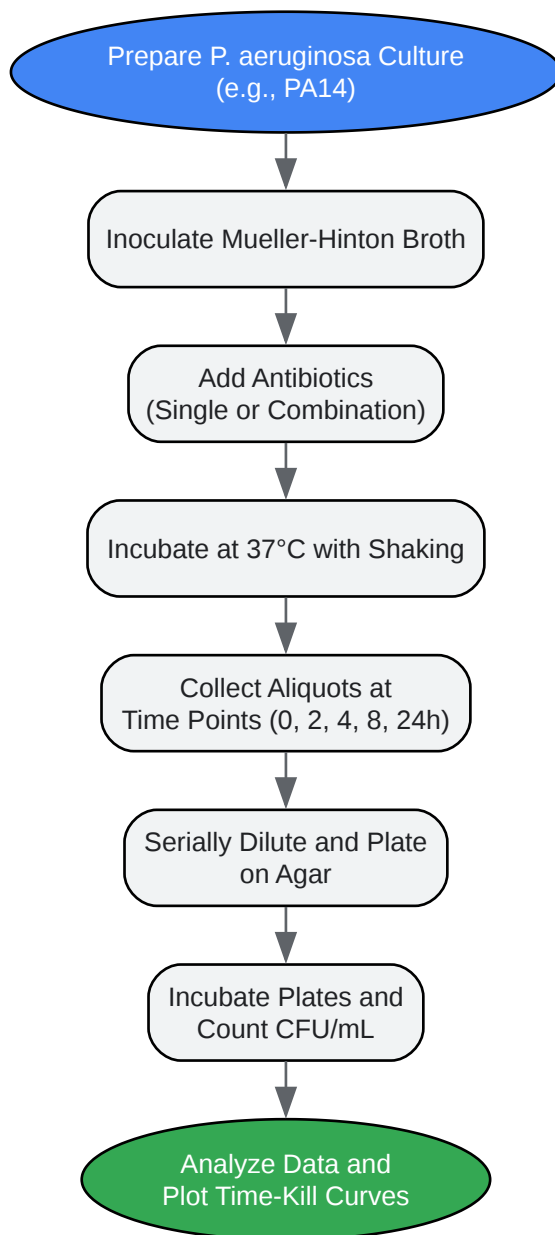 Prepare P. aeruginosa Culture
(e.g., PA14)
Inoculate Mueller-Hinton Broth
Add Antibiotics
(Single or Combination)
Incubate at 37°C with Shaking
Collect Aliquots at
Time Points (0, 2, 4, 8, 24h)
Serially Dilute and Plate
on Agar
Incubate Plates and
Count CFU/mL
Analyze Data and
Plot Time-Kill Curves